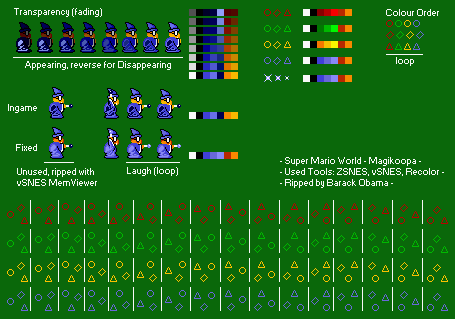 Transparency (fading)
Colour Order
loop
Appearing, reverse for Disappearing
Ingame
Fixed
Unused, ripped with
vSNES MemViewer
Laugh (loop)
- Super Mario World - Magikoopa -
- Used Tools: ZSNES, vSNES, Recolor -
- Ripped by Barack Obama -